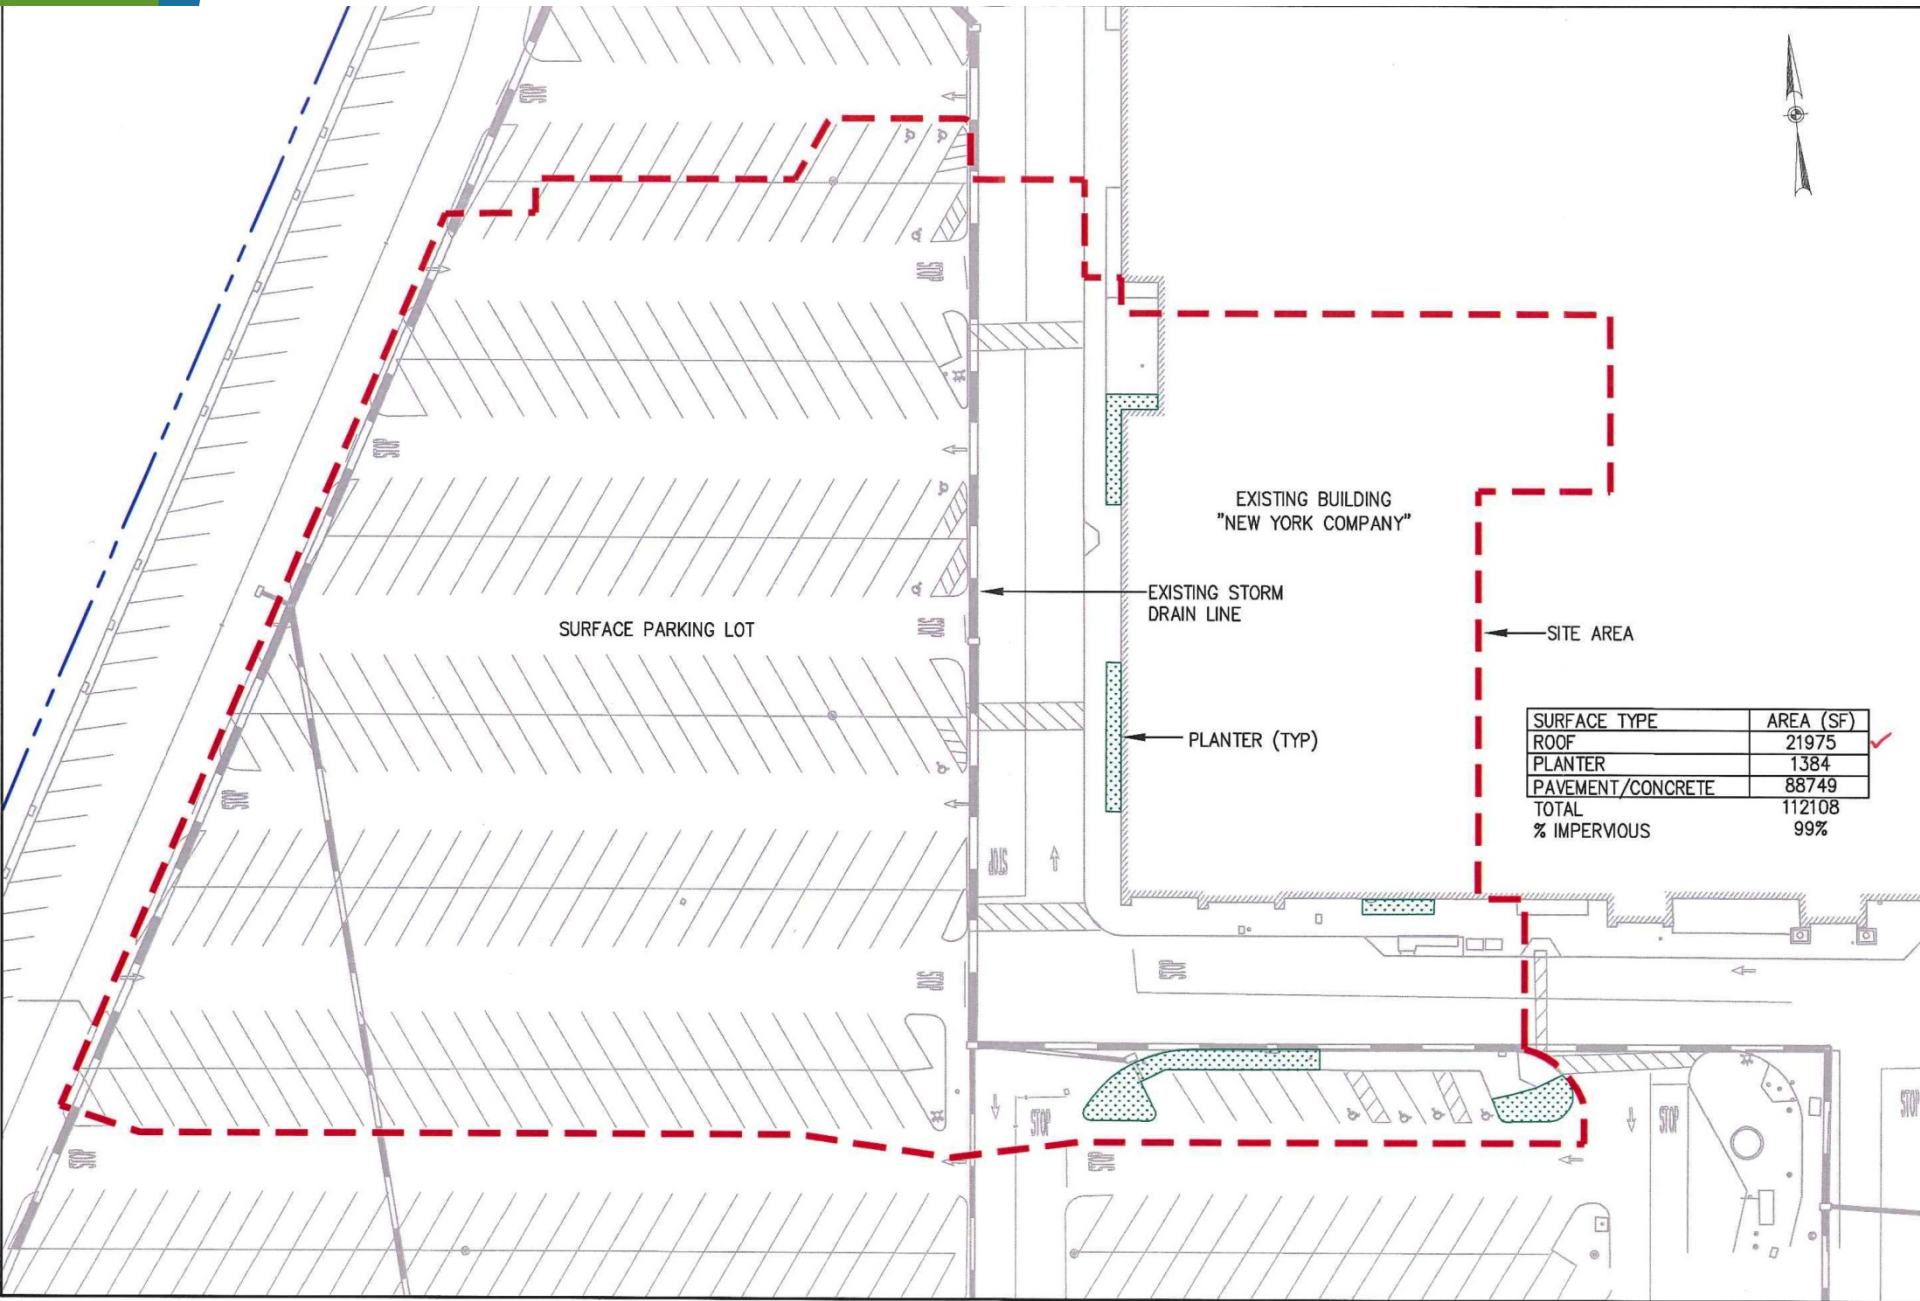 STOP
STOP
STOP
EXISTING BUILDING
"NEW YORK COMPANY"
EXISTING STORM
DRAIN LINE
SURFACE PARKING LOT
STOP
SITE AREA
PLANTER (TYP)
SURFACE TYPE AREA (SF)
ROOF 21975
PLANTER 1384
PAVEMENT/CONCRETE 88749
TOTAL 112108
% IMPERVIOUS 99%
STOP
STOP
STOP
STOP
STOP
STOP
STOP
STOP
STOP